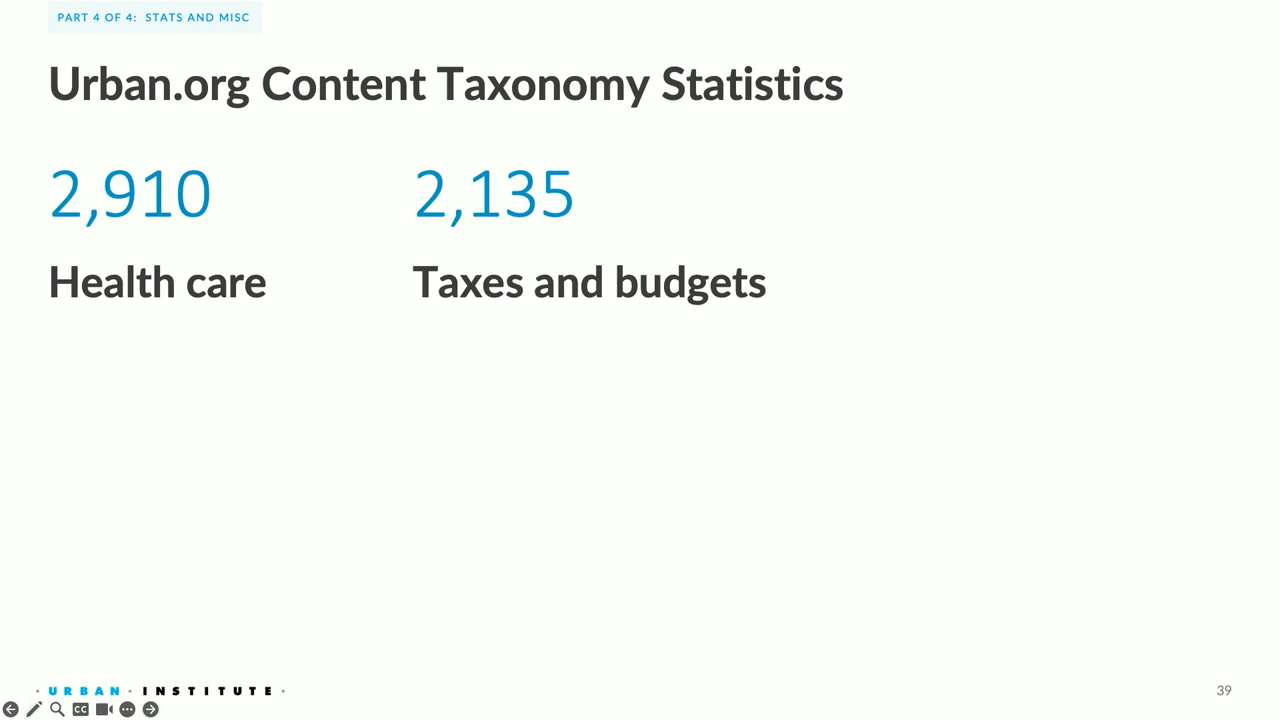 PART 4 OF 4: STATS AND MISC
Urban.org Content Taxonomy Statistics
2,910
Health care
2,135
Taxes and budgets
· URBAN · INSTITUTE ·
39
CC